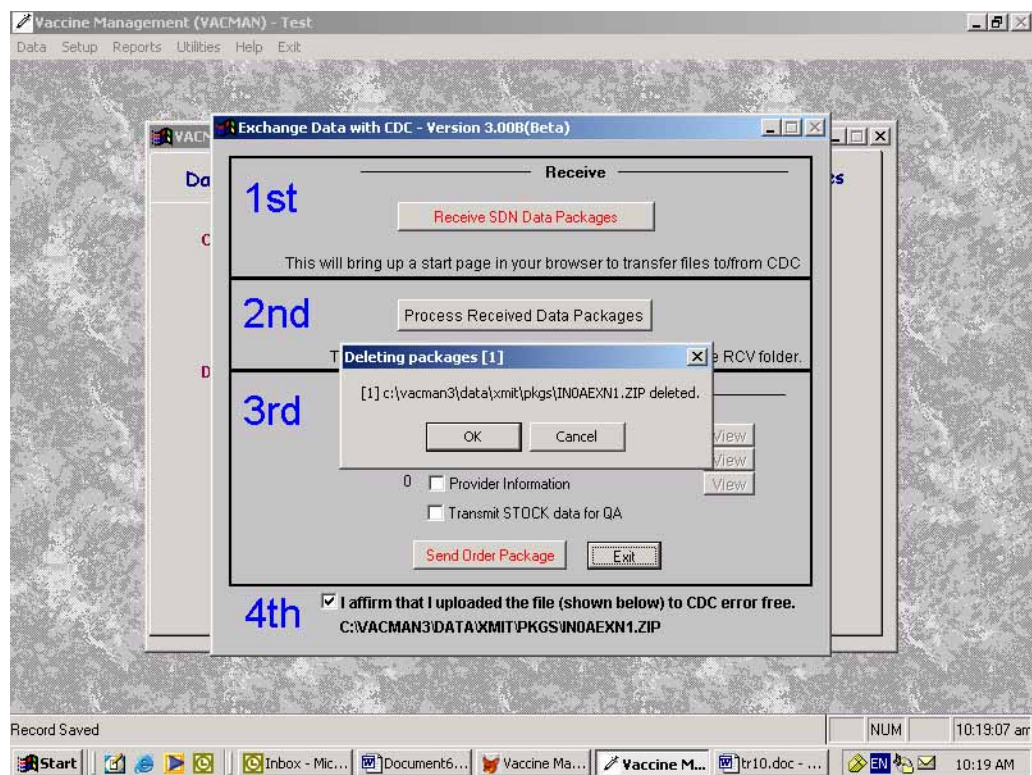 Vaccine Management (VACMAN) - Test
Data Setup Reports Utilities Help Exit
VACM
Exchange Data with CDC - Version 3.00B(Beta)
Da
es
C
D
Receive
1st
Receive SDN Data Packages
This will bring up a start page in your browser to transfer files to/from CDC
2nd
Process Received Data Packages
T
e RCV folder.
Deleting packages [1]
[1] c:\vacman3\data\xmit\pkgs\IN0AEXN1.ZIP deleted.
OK Cancel
3rd
View
View
0 Provider Information View
Transmit STOCK data for QA
Send Order Package Exit
4th
I affirm that I uploaded the file (shown below) to CDC error free.
C:\VACMAN3\DATA\XMIT\PKGS\IN0AEXN1.ZIP
Record Saved NUM 10:19:07 am
Start Inbox - Mic... Document6... Vaccine Ma... Vaccine M... tr10.doc - ... EN 10:19 AM